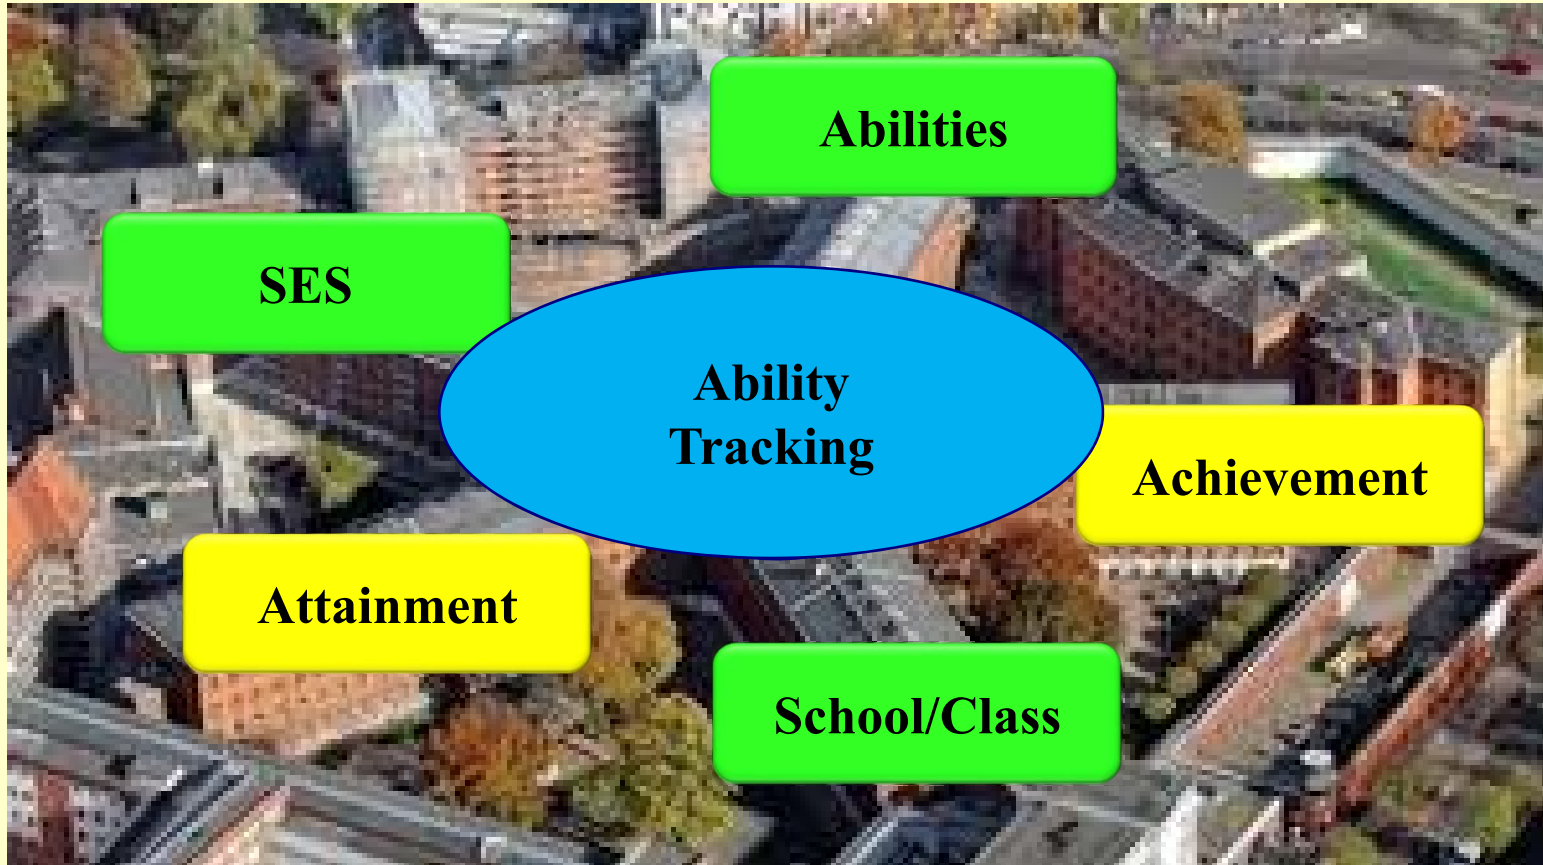 Abilities
SES
Ability
Tracking
Achievement
Attainment
School/Class